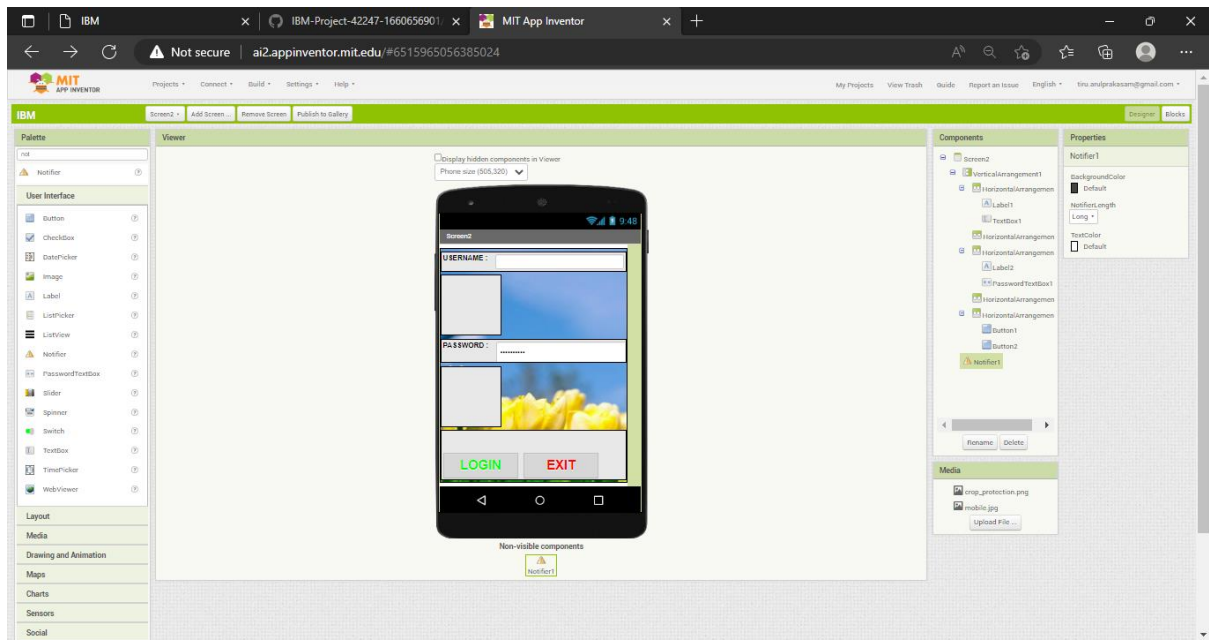 IBM
IBM-Project-42247-1660656901
MIT App Inventor
Not secure ai2.appinventor.mit.edu/#6515965056385024
MIT
APP INVENTOR
Projects Connect Build Settings Help
My Projects View Trash Guide Report an Issue English tiru.arulprakasam@gmail.com
IBM
Screen2 Add Screen... Remove Screen Publish to Gallery
Designer Blocks
Palette
not
Notifier
User Interface
Button
CheckBox
DatePicker
Image
Label
ListPicker
ListView
Notifier
PasswordTextBox
Slider
Spinner
Switch
TextBox
TimePicker
WebViewer
Layout
Media
Drawing and Animation
Maps
Charts
Sensors
Social
Viewer
Display hidden components in Viewer
Phone size (505,320)
9:48
Screen2
USERNAME :
PASSWORD :
LOGIN EXIT
Non-visible components
Notifier1
Components
Screen2
VerticalArrangement1
HorizontalArrangemen
Label1
TextBox1
HorizontalArrangemen
HorizontalArrangemen
Label2
PasswordTextBox1
HorizontalArrangemen
HorizontalArrangemen
Button1
Button2
Notifier1
Rename Delete
Media
crop_protection.png
mobile.jpg
Upload File ...
Properties
Notifier1
BackgroundColor
Default
NotifierLength
Long
TextColor
Default